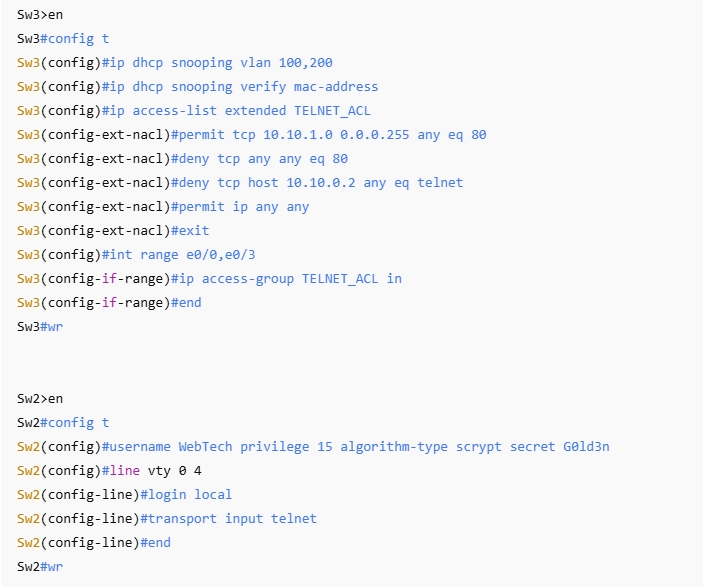 Sw3>en
Sw3#config t
Sw3(config)#ip dhcp snooping vlan 100,200
Sw3(config)#ip dhcp snooping verify mac-address
Sw3(config)#ip access-list extended TELNET_ACL
Sw3(config-ext-nacl)#permit tcp 10.10.1.0 0.0.0.255 any eq 80
Sw3(config-ext-nacl)#deny tcp any any eq 80
Sw3(config-ext-nacl)#deny tcp host 10.10.0.2 any eq telnet
Sw3(config-ext-nacl)#permit ip any any
Sw3(config-ext-nacl)#exit
Sw3(config)#int range e0/0,e0/3
Sw3(config-if-range)#ip access-group TELNET_ACL in
Sw3(config-if-range)#end
Sw3#wr
Sw2>en
Sw2#config t
Sw2(config)#username WebTech privilege 15 algorithm-type scrypt secret G0ld3n
Sw2(config)#line vty 0 4
Sw2(config-line)#login local
Sw2(config-line)#transport input telnet
Sw2(config-line)#end
Sw2#wr